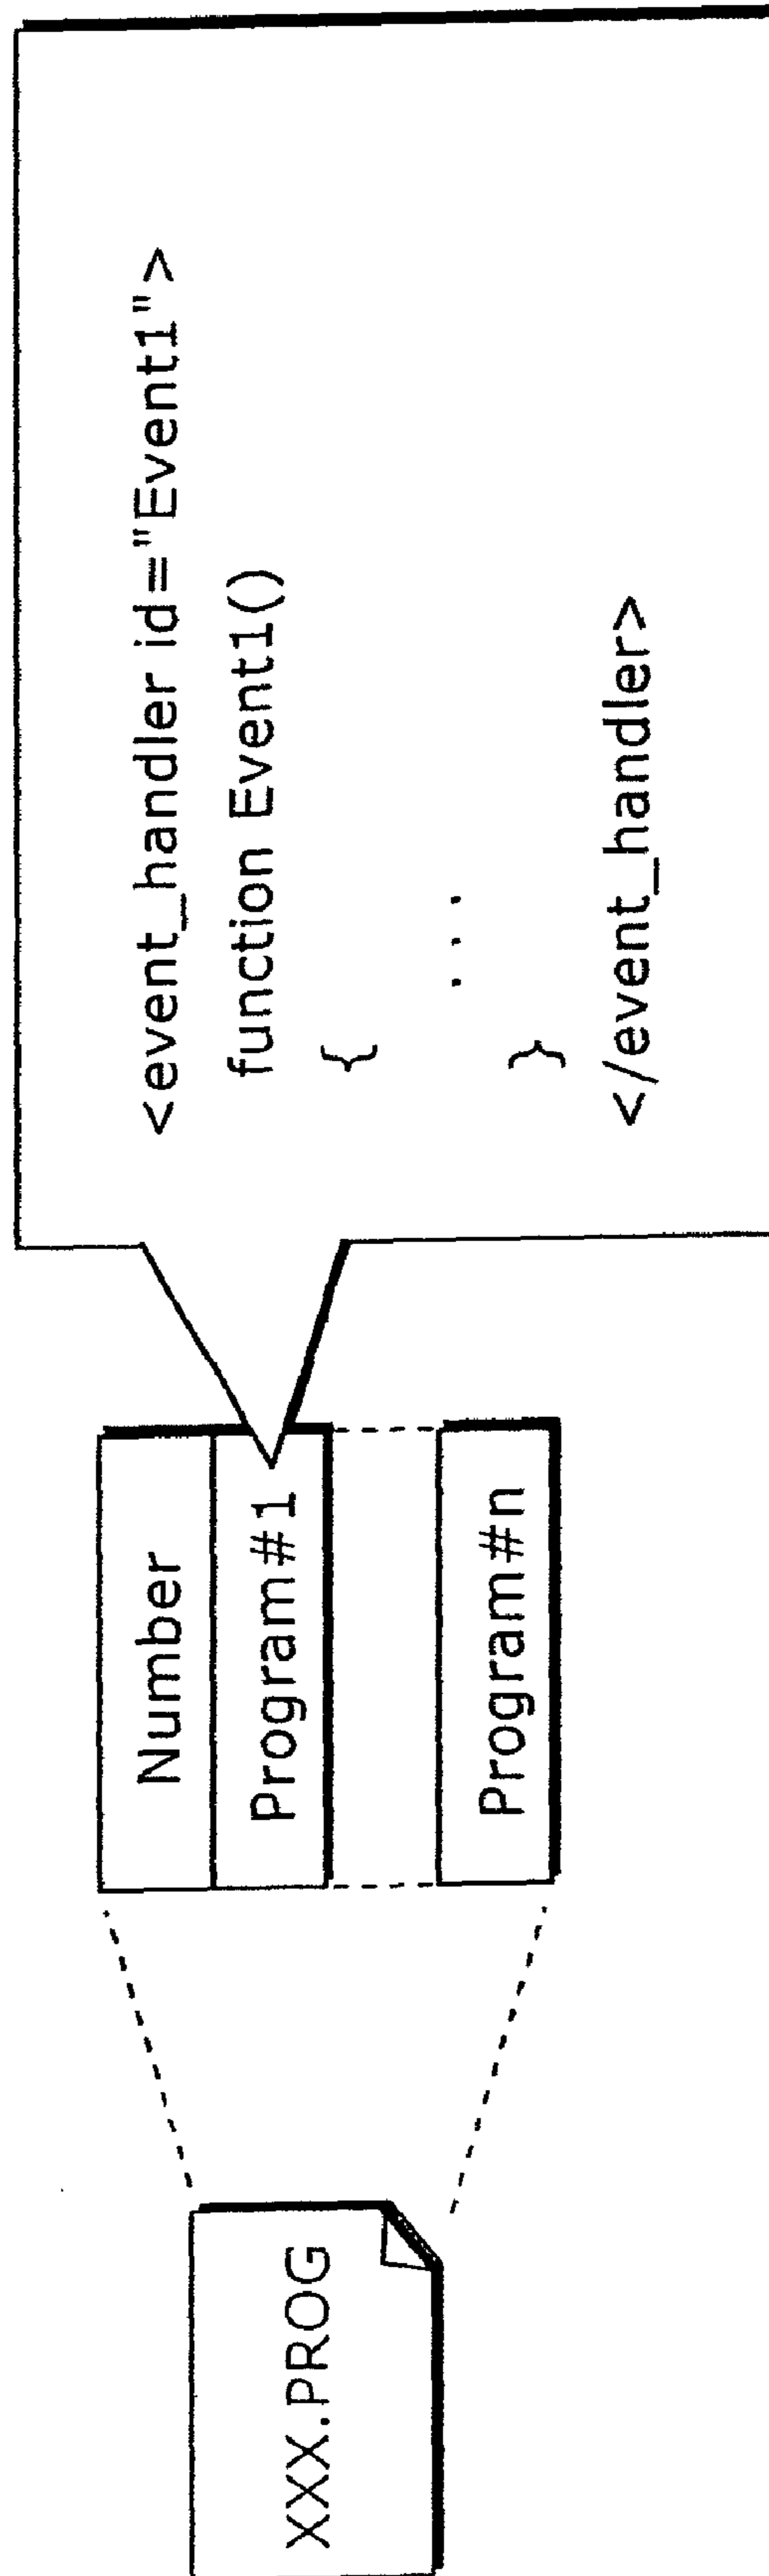 XXX.PROG
Number
Program#1
Program#n
<event_handler id="Event1">
function Event1()
{
...
}
</event_handler>